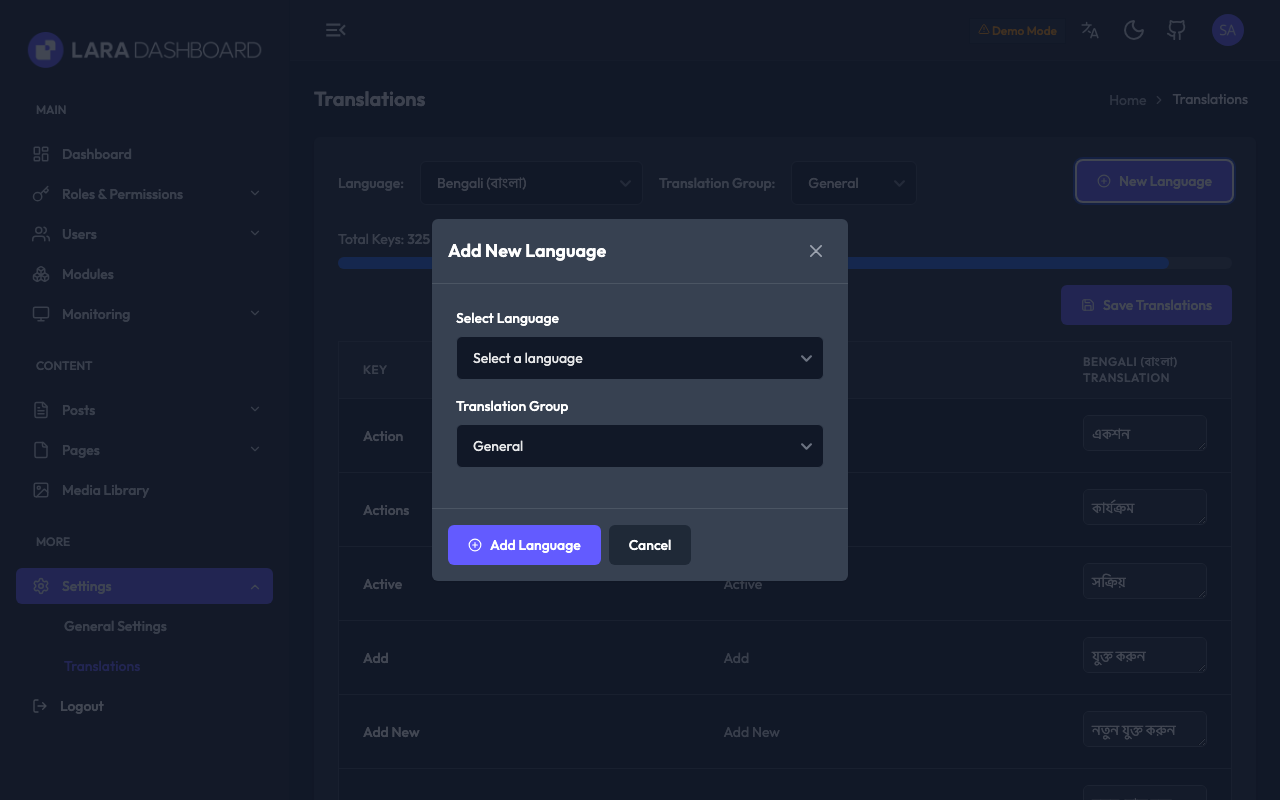 LARA DASHBOARD
Demo Mode
SA
MAIN
Dashboard
Roles & Permissions
Users
Modules
Monitoring
CONTENT
Posts
Pages
Media Library
MORE
Settings
General Settings
Translations
Logout
Translations
Home > Translations
Language: Bengali (বাংলা) Translation Group: General
New Language
Total Keys: 325
Save Translations
Add New Language
Select Language
Select a language
Translation Group
General
Add Language Cancel
KEY
BENGALI (বাংলা)
TRANSLATION
Action একশন
Actions কার্যক্রম
Active Active সক্রিয়
Add Add যুক্ত করুন
Add New Add New নতুন যুক্ত করুন